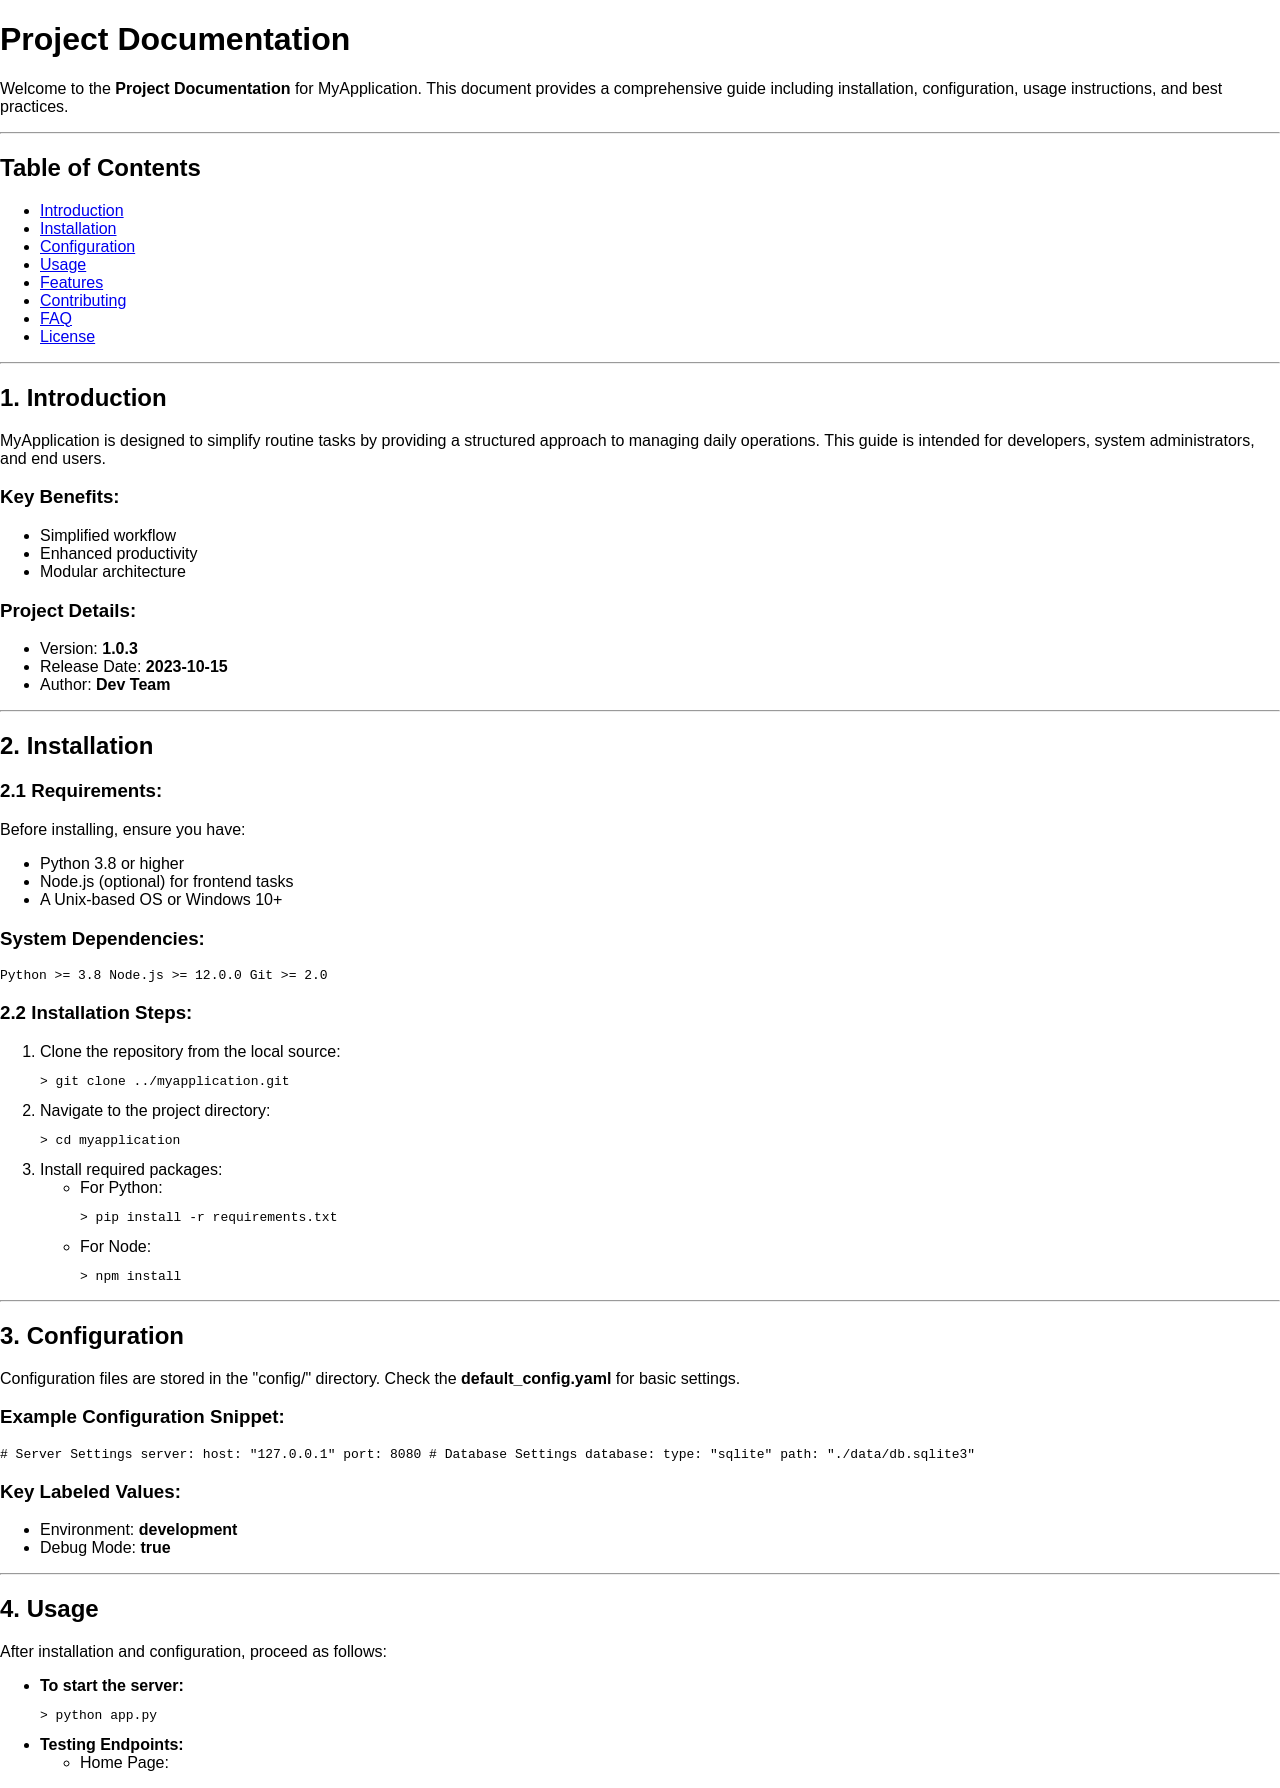 Project Documentation
Welcome to the Project Documentation for MyApplication. This document provides a comprehensive guide including installation, configuration, usage instructions, and best
practices.
Table of Contents
Introduction
Installation
Configuration
Usage
Features
Contributing
FAQ
License
1. Introduction
MyApplication is designed to simplify routine tasks by providing a structured approach to managing daily operations. This guide is intended for developers, system administrators,
and end users.
Key Benefits:
Simplified workflow
Enhanced productivity
Modular architecture
Project Details:
Version: 1.0.3
Release Date: 2023-10-15
Author: Dev Team
2. Installation
2.1 Requirements:
Before installing, ensure you have:
Python 3.8 or higher
Node.js (optional) for frontend tasks
A Unix-based OS or Windows 10+
System Dependencies:
Python >= 3.8 Node.js >= 12.0.0 Git >= 2.0
2.2 Installation Steps:
1. Clone the repository from the local source:
> git clone ../myapplication.git
2. Navigate to the project directory:
> cd myapplication
3. Install required packages:
For Python:
> pip install -r requirements.txt
For Node:
> npm install
3. Configuration
Configuration files are stored in the "config/" directory. Check the default_config.yaml for basic settings.
Example Configuration Snippet:
# Server Settings server: host: "127.0.0.1" port: 8080 # Database Settings database: type: "sqlite" path: "./data/db.sqlite3"
Key Labeled Values:
Environment: development
Debug Mode: true
4. Usage
After installation and configuration, proceed as follows:
To start the server:
> python app.py
Testing Endpoints:
Home Page: